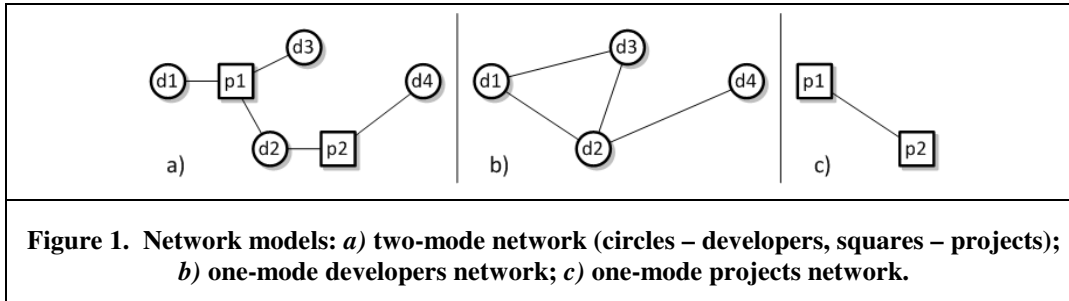 d1
p1
d3
d2
p2
d4
a)
d1
d3
d2
d4
b)
p1
p2
c)
Figure 1. Network models: a) two-mode network (circles – developers, squares – projects);
b) one-mode developers network; c) one-mode projects network.